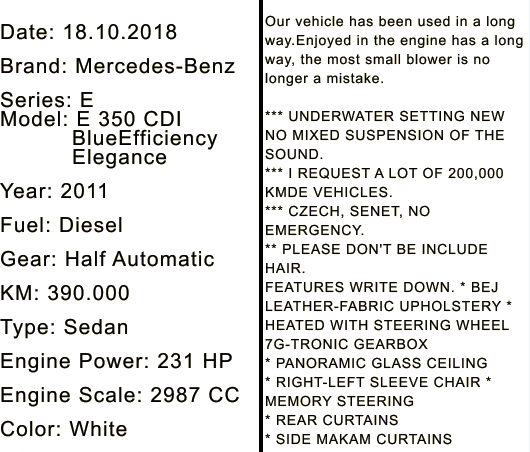 Date: 18.10.2018
Brand: Mercedes-Benz
Series: E
Model: E 350 CDI
BlueEfficiency
Elegance
Year: 2011
Fuel: Diesel
Gear: Half Automatic
KM: 390.000
Type: Sedan
Engine Power: 231 HP
Engine Scale: 2987 CC
Color: White
Our vehicle has been used in a long
way.Enjoyed in the engine has a long
way, the most small blower is no
longer a mistake.
*** UNDERWATER SETTING NEW
NO MIXED SUSPENSION OF THE
SOUND.
*** I REQUEST A LOT OF 200,000
KMDE VEHICLES.
*** CZECH, SENET, NO
EMERGENCY.
** PLEASE DON'T BE INCLUDE
HAIR.
FEATURES WRITE DOWN. * BEJ
LEATHER-FABRIC UPHOLSTERY *
HEATED WITH STEERING WHEEL
7G-TRONIC GEARBOX
* PANORAMIC GLASS CEILING
* RIGHT-LEFT SLEEVE CHAIR *
MEMORY STEERING
* REAR CURTAINS
* SIDE MAKAM CURTAINS